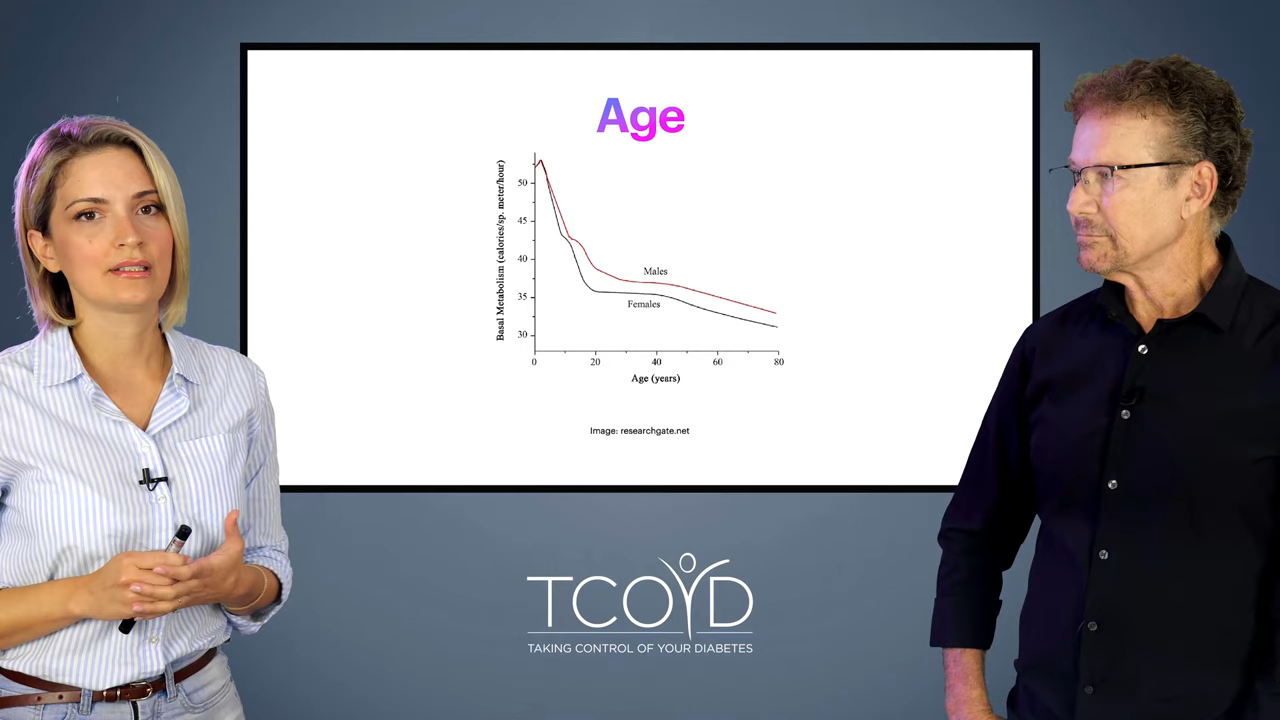 Age
Basal Metabolism (calories/sp. meter/hour)
50
45
40
35
30
Males
Females
0 20 40 60 80
Age (years)
Image: researchgate.net
TCOYD
TAKING CONTROL OF YOUR DIABETES